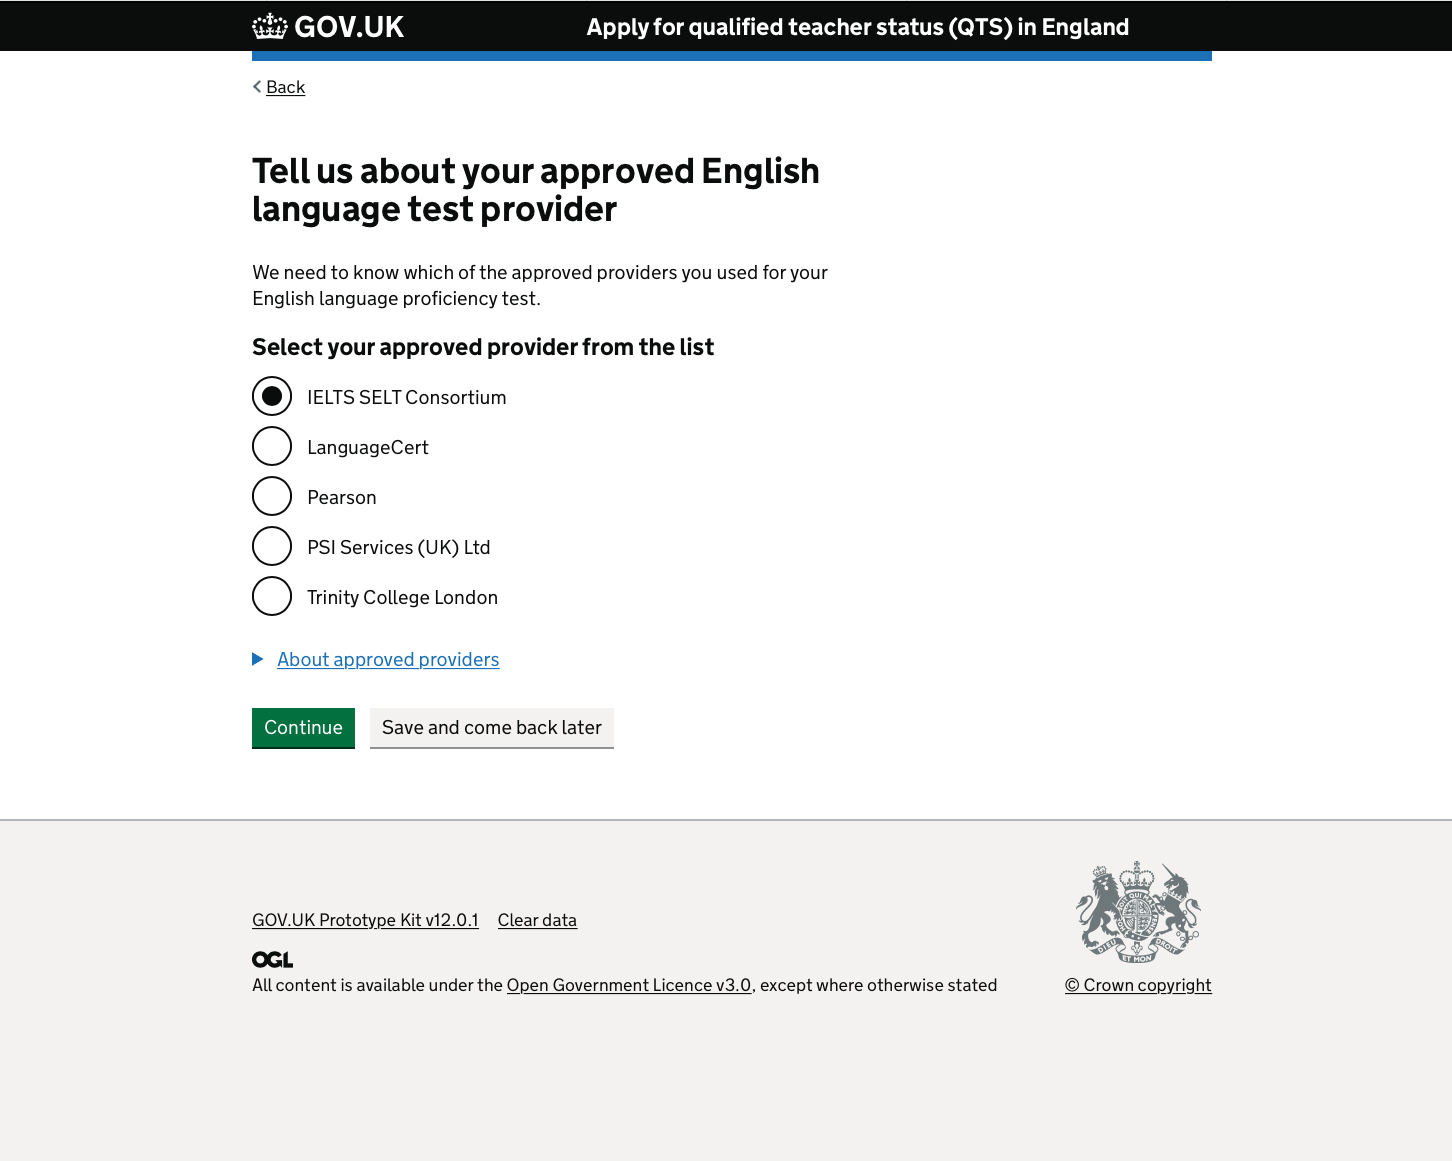 GOV.UK
Apply for qualified teacher status (QTS) in England
Back
Tell us about your approved English
language test provider
We need to know which of the approved providers you used for your
English language proficiency test.
Select your approved provider from the list
IELTS SELT Consortium
LanguageCert
Pearson
PSI Services (UK) Ltd
Trinity College London
About approved providers
Continue
Save and come back later
GOV.UK Prototype Kit v12.0.1
Clear data
OGL
All content is available under the Open Government Licence v3.0, except where otherwise stated
DIEU ET MON DROIT
© Crown copyright